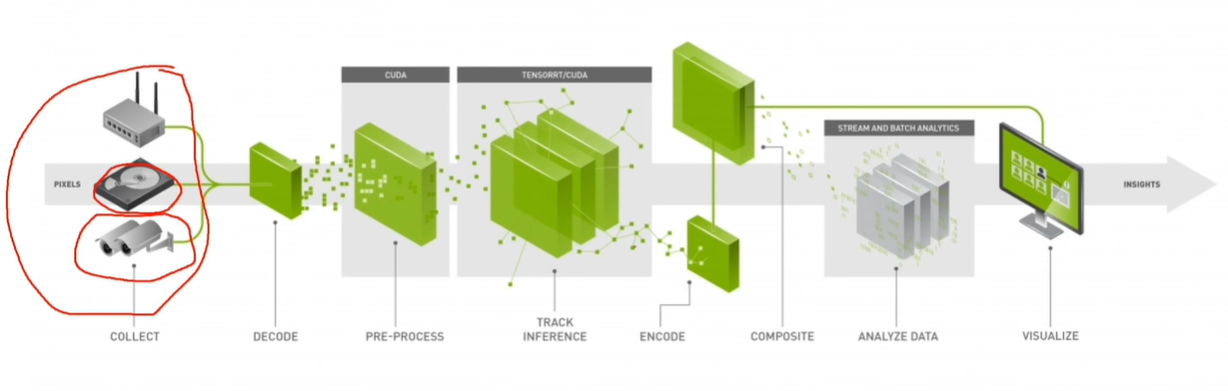 CUDA
TENSORRT/CUDA
STREAM AND BATCH ANALYTICS
PIXELS
INSIGHTS
COLLECT
DECODE
PRE-PROCESS
TRACK
INFERENCE
ENCODE
COMPOSITE
ANALYZE DATA
VISUALIZE